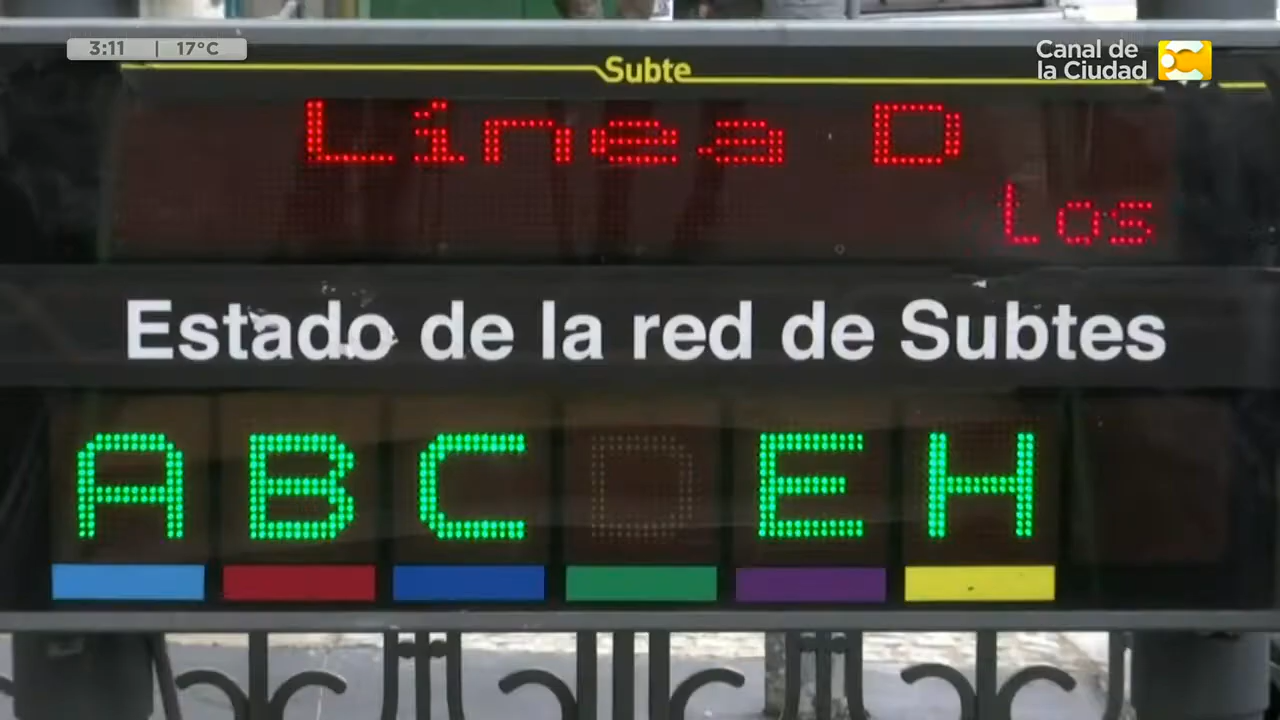 3:11 | 17°C
Canal de
la Ciudad
Subte
Línea D
Los
Estado de la red de Subtes
A B C D E H